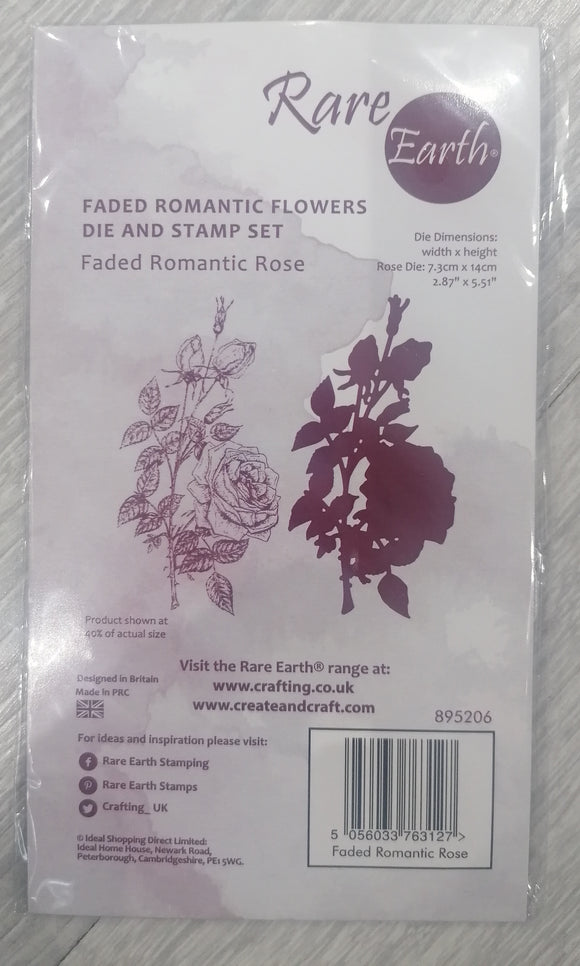 Rare
Earth®
FADED ROMANTIC FLOWERS
DIE AND STAMP SET
Faded Romantic Rose
Die Dimensions:
width x height
Rose Die: 7.3cm x 14cm
2.87" x 5.51"
Product shown at
40% of actual size
Designed in Britain
Made in PRC
Visit the Rare Earth® range at:
www.crafting.co.uk
www.createandcraft.com
895206
For ideas and inspiration please visit:
Rare Earth Stamping
Rare Earth Stamps
Crafting_ UK
© Ideal Shopping Direct Limited:
Ideal Home House, Newark Road,
Peterborough, Cambridgeshire, PE1 5WG.
5 056033 763127 >
Faded Romantic Rose